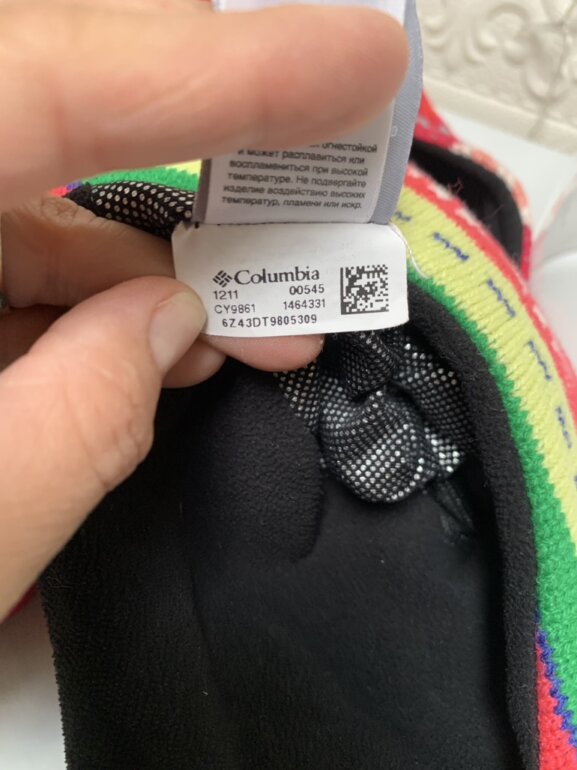 огнестойкой
и может расплавиться или
воспламениться при высокой
температуре. Не подвергайте
изделие воздействию высоких
температур, пламени или искр.
Columbia
1211 00545
CY9861 1464331
6Z43DT9805309